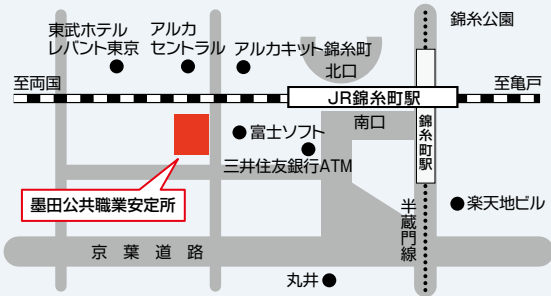 錦糸公園
東武ホテル
レバント東京
アルカ
セントラル
アルカキット錦糸町
北口
至両国
JR錦糸町駅
至亀戸
南口
錦糸町駅
富士ソフト
三井住友銀行ATM
墨田公共職業安定所
半蔵門線
楽天地ビル
京葉道路
丸井